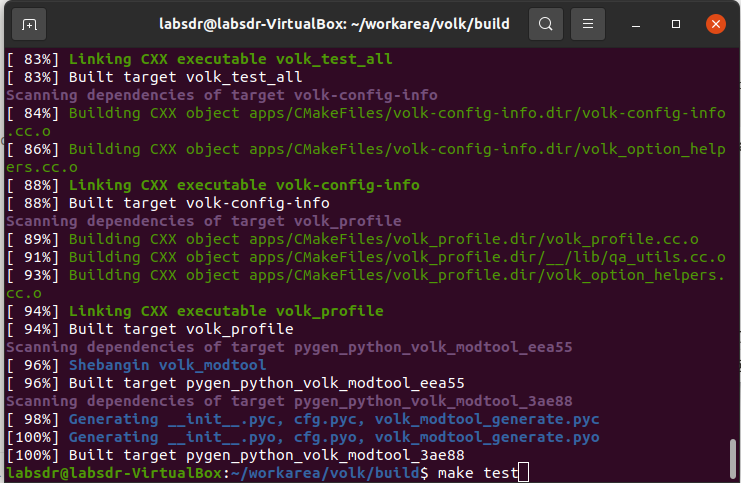 labsdr@labsdr-VirtualBox: ~/workarea/volk/build
[ 83%] Linking CXX executable volk_test_all
[ 83%] Built target volk_test_all
Scanning dependencies of target volk-config-info
[ 84%] Building CXX object apps/CMakeFiles/volk-config-info.dir/volk-config-info
.cc.o
[ 86%] Building CXX object apps/CMakeFiles/volk-config-info.dir/volk_option_help
ers.cc.o
[ 88%] Linking CXX executable volk-config-info
[ 88%] Built target volk-config-info
Scanning dependencies of target volk_profile
[ 89%] Building CXX object apps/CMakeFiles/volk_profile.dir/volk_profile.cc.o
[ 91%] Building CXX object apps/CMakeFiles/volk_profile.dir/__/lib/qa_utils.cc.o
[ 93%] Building CXX object apps/CMakeFiles/volk_profile.dir/volk_option_helpers.
cc.o
[ 94%] Linking CXX executable volk_profile
[ 94%] Built target volk_profile
Scanning dependencies of target pygen_python_volk_modtool_eea55
[ 96%] Shebangin volk_modtool
[ 96%] Built target pygen_python_volk_modtool_eea55
Scanning dependencies of target pygen_python_volk_modtool_3ae88
[ 98%] Generating __init__.pyc, cfg.pyc, volk_modtool_generate.pyc
[100%] Generating __init__.pyo, cfg.pyo, volk_modtool_generate.pyo
[100%] Built target pygen_python_volk_modtool_3ae88
labsdr@labsdr-VirtualBox:~/workarea/volk/build$ make test